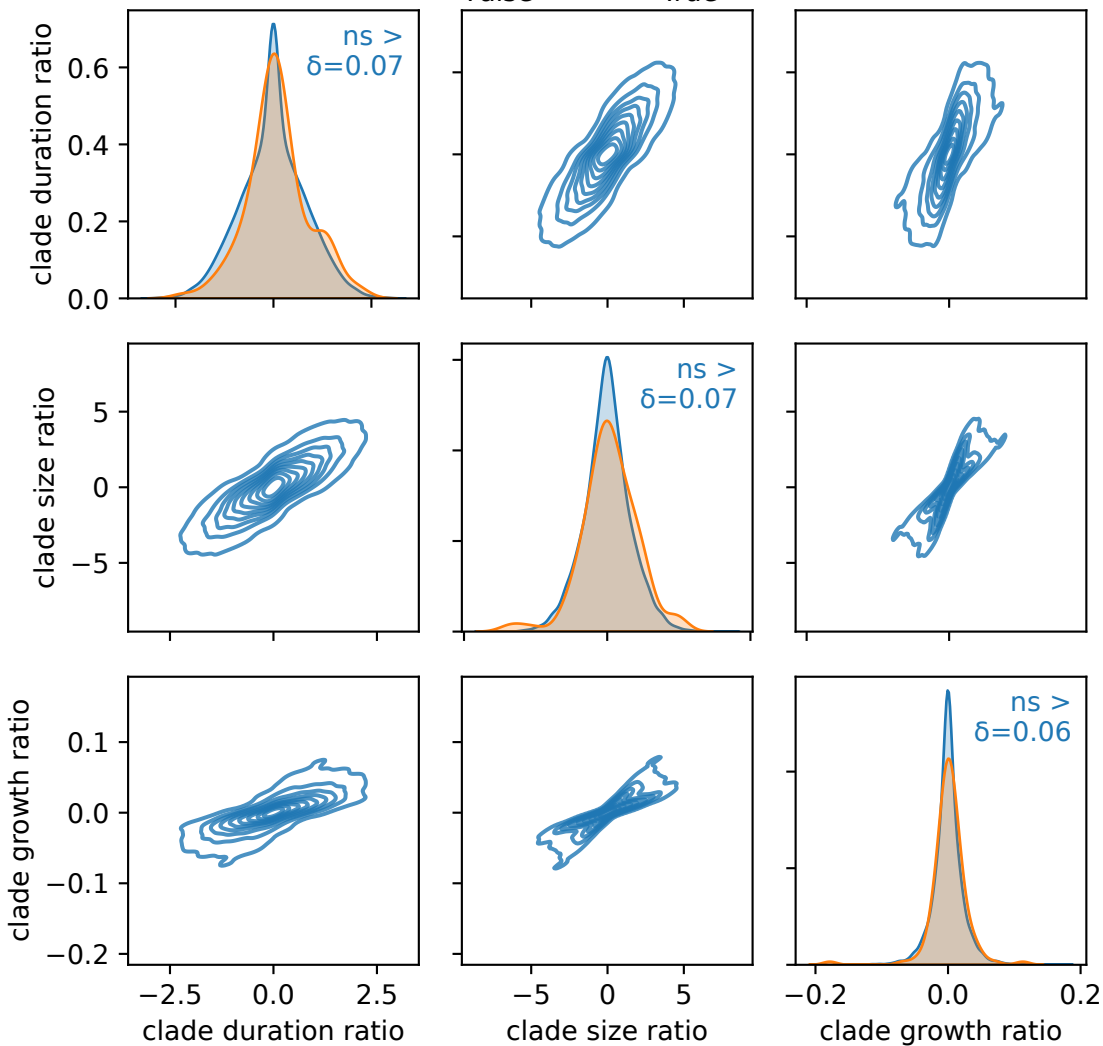 clade duration ratio
0.6
0.4
0.2
0.0
ns >
δ=0.07
clade size ratio
5
0
−5
ns >
δ=0.07
clade growth ratio
0.1
0.0
−0.1
−0.2
ns >
δ=0.06
−2.5 0.0 2.5
−5 0 5
−0.2 0.0 0.2
clade duration ratio
clade size ratio
clade growth ratio